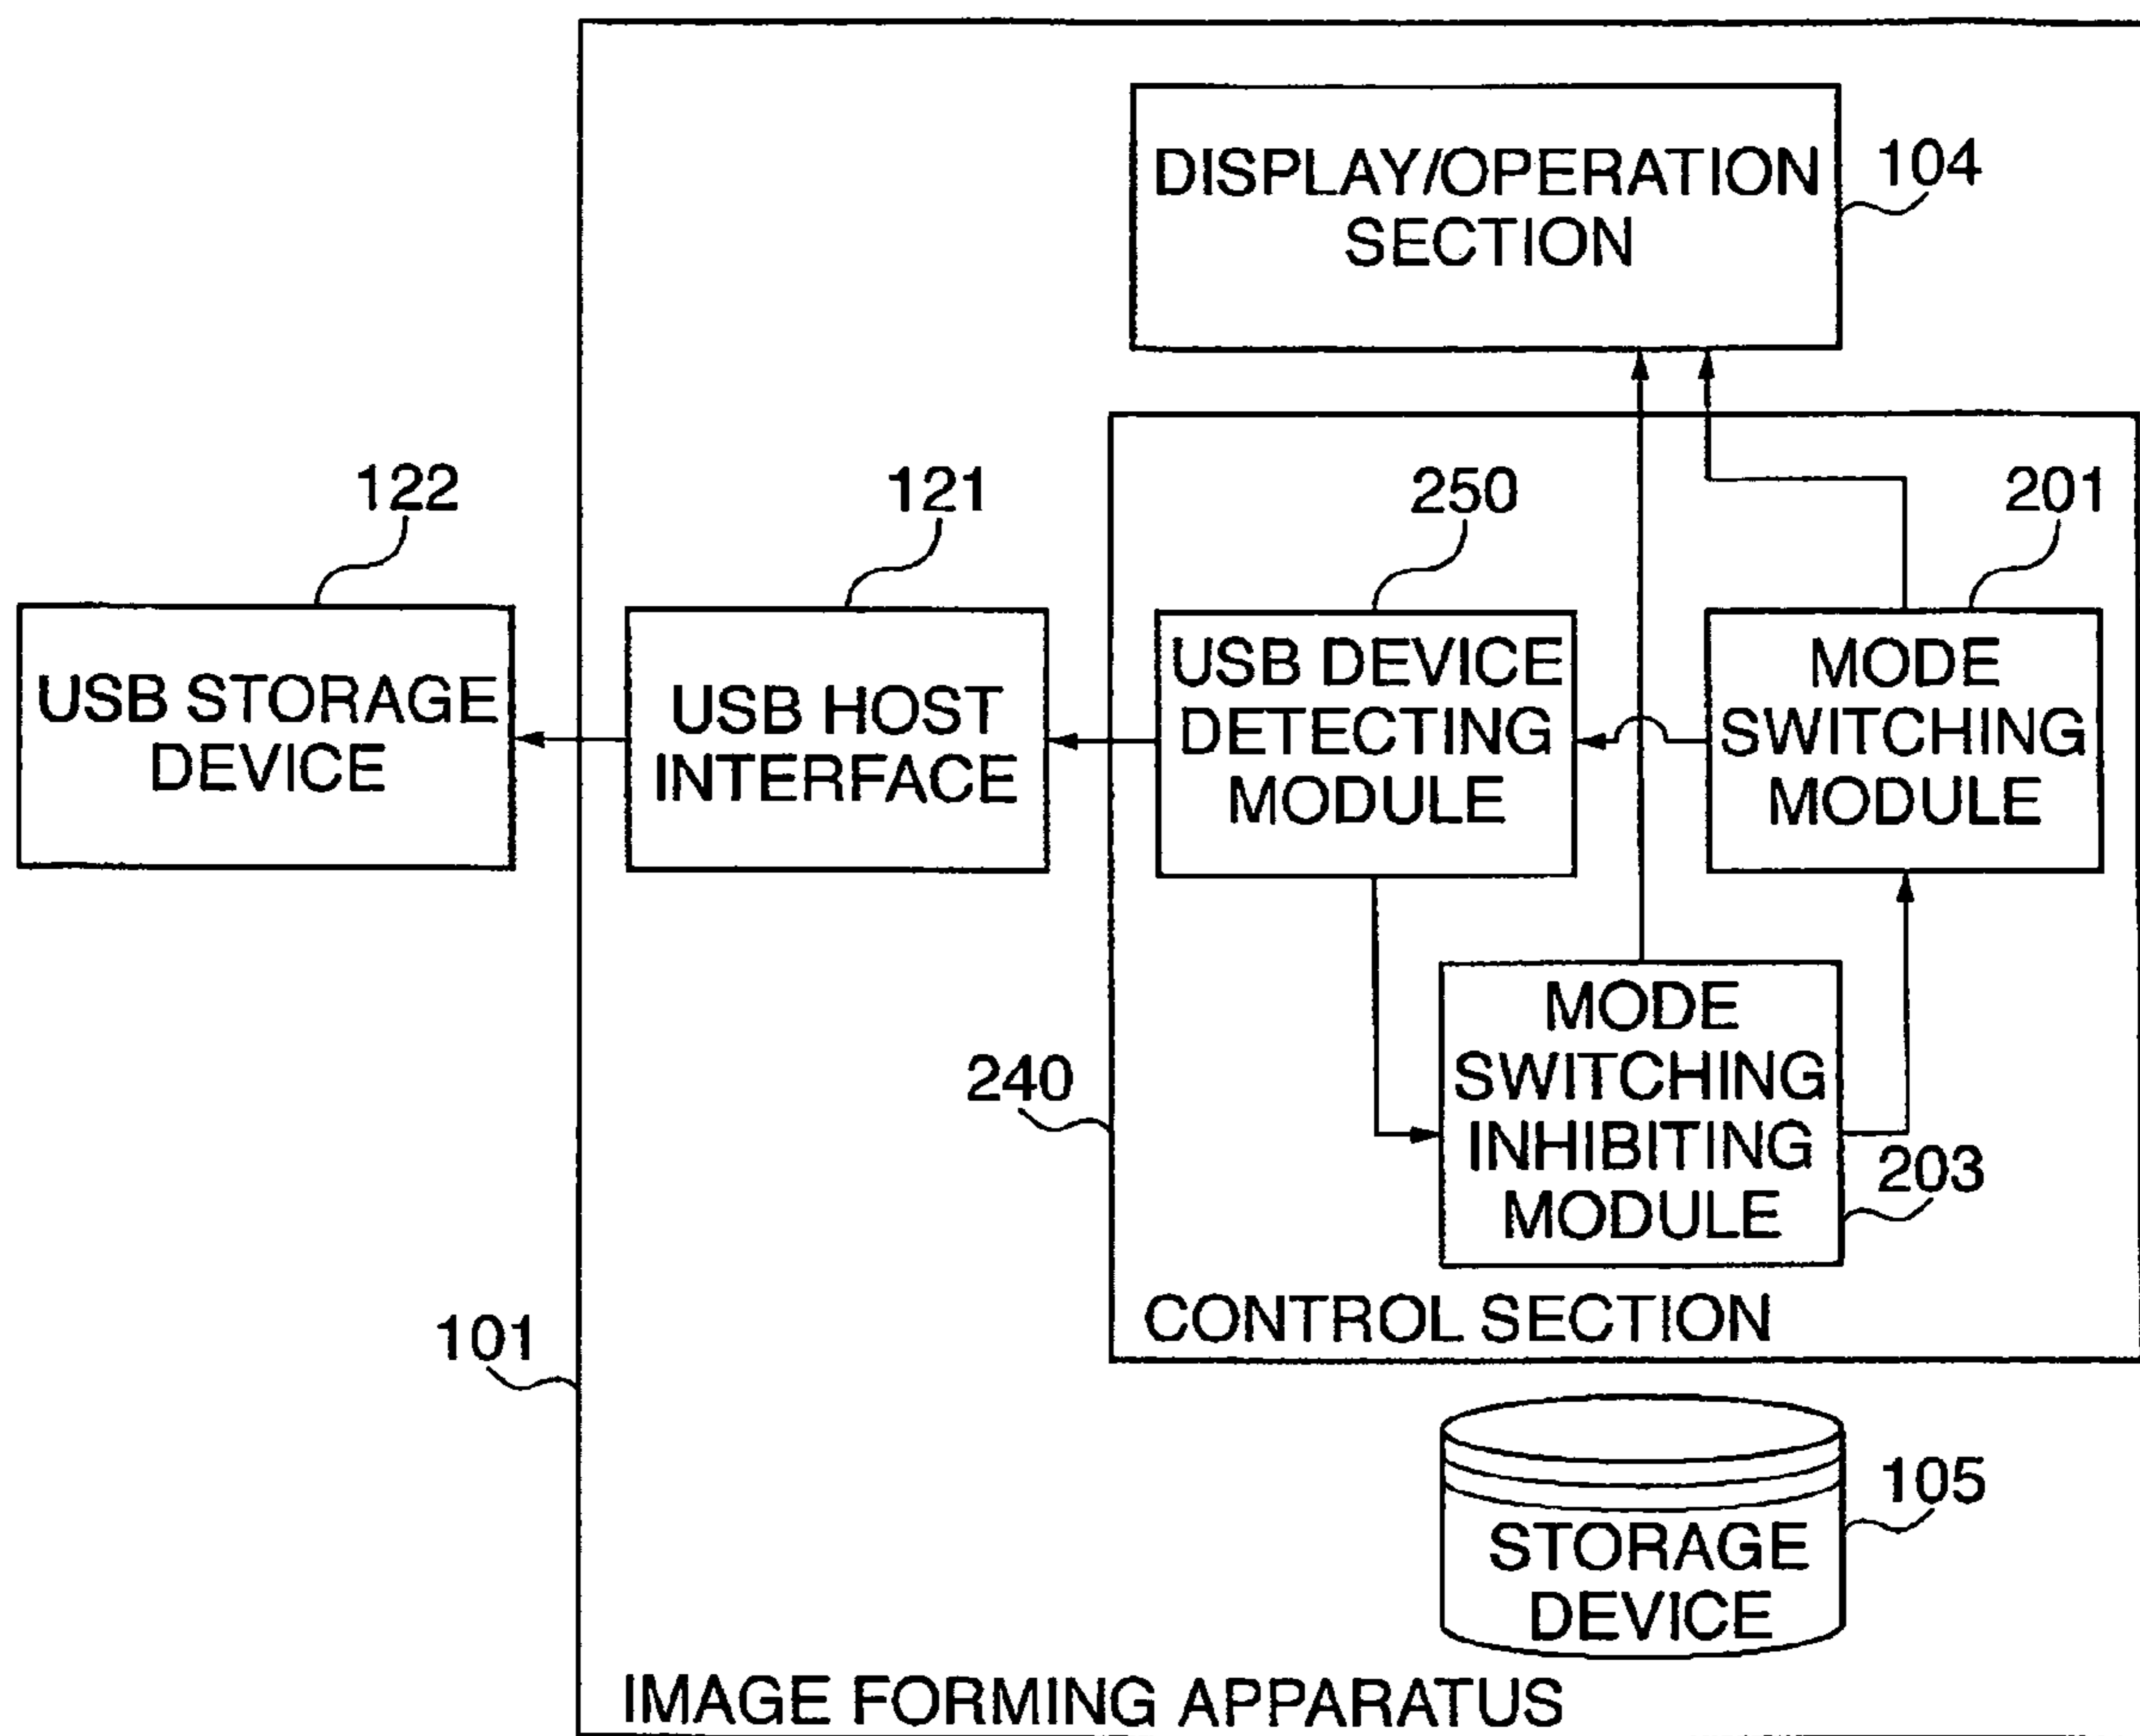 DISPLAY/OPERATION
SECTION
104
122
121
250
201
USB STORAGE
DEVICE
USB HOST
INTERFACE
USB DEVICE
DETECTING
MODULE
MODE
SWITCHING
MODULE
240
MODE
SWITCHING
INHIBITING
MODULE
203
CONTROL SECTION
101
105
STORAGE
DEVICE
IMAGE FORMING APPARATUS